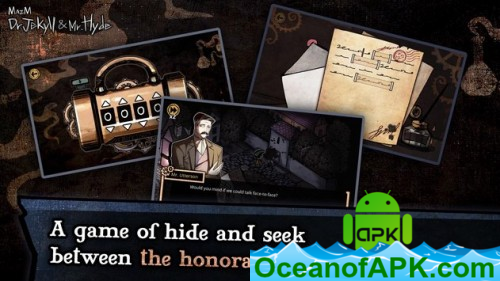 MazM
Dr. Jekyll & Mr. Hyde
Mr. Utterson
Would you mind if we could talk face to face?
A game of hide and seek
between the honora
apk
OceanofAPK.com